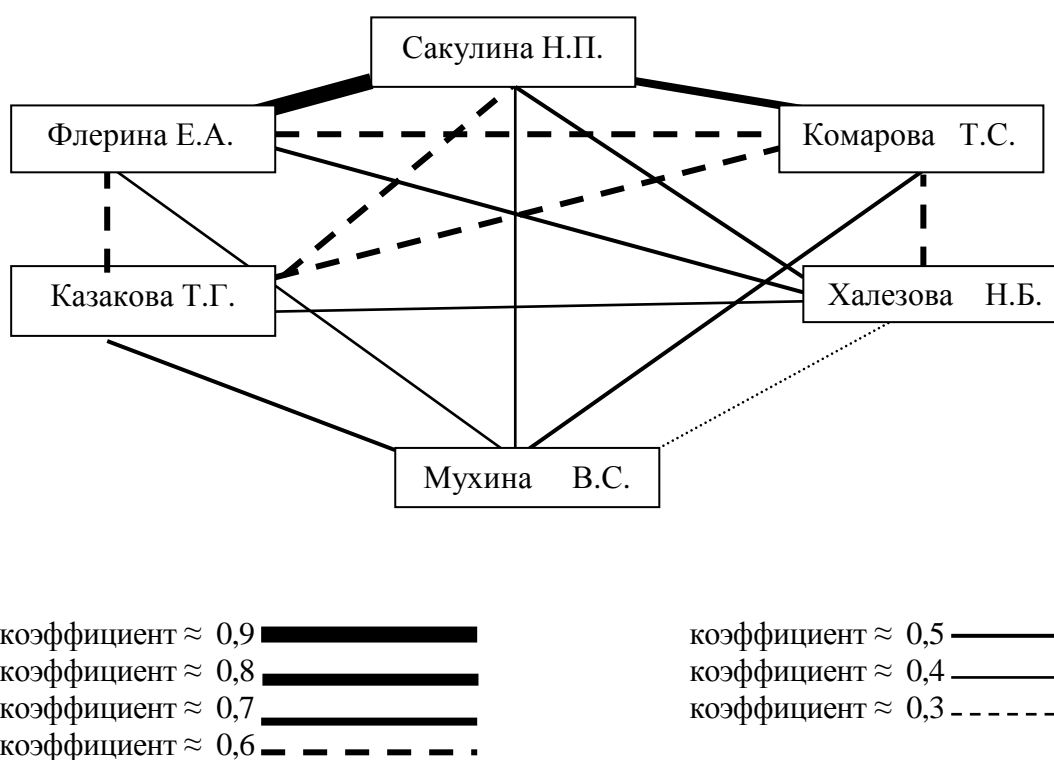 Сакулина Н.П.
Флерина Е.А.
Комарова Т.С.
Казакова Т.Г.
Халезова Н.Б.
Мухина В.С.
коэффициент ≈ 0,9
коэффициент ≈ 0,8
коэффициент ≈ 0,7
коэффициент ≈ 0,6
коэффициент ≈ 0,5
коэффициент ≈ 0,4
коэффициент ≈ 0,3